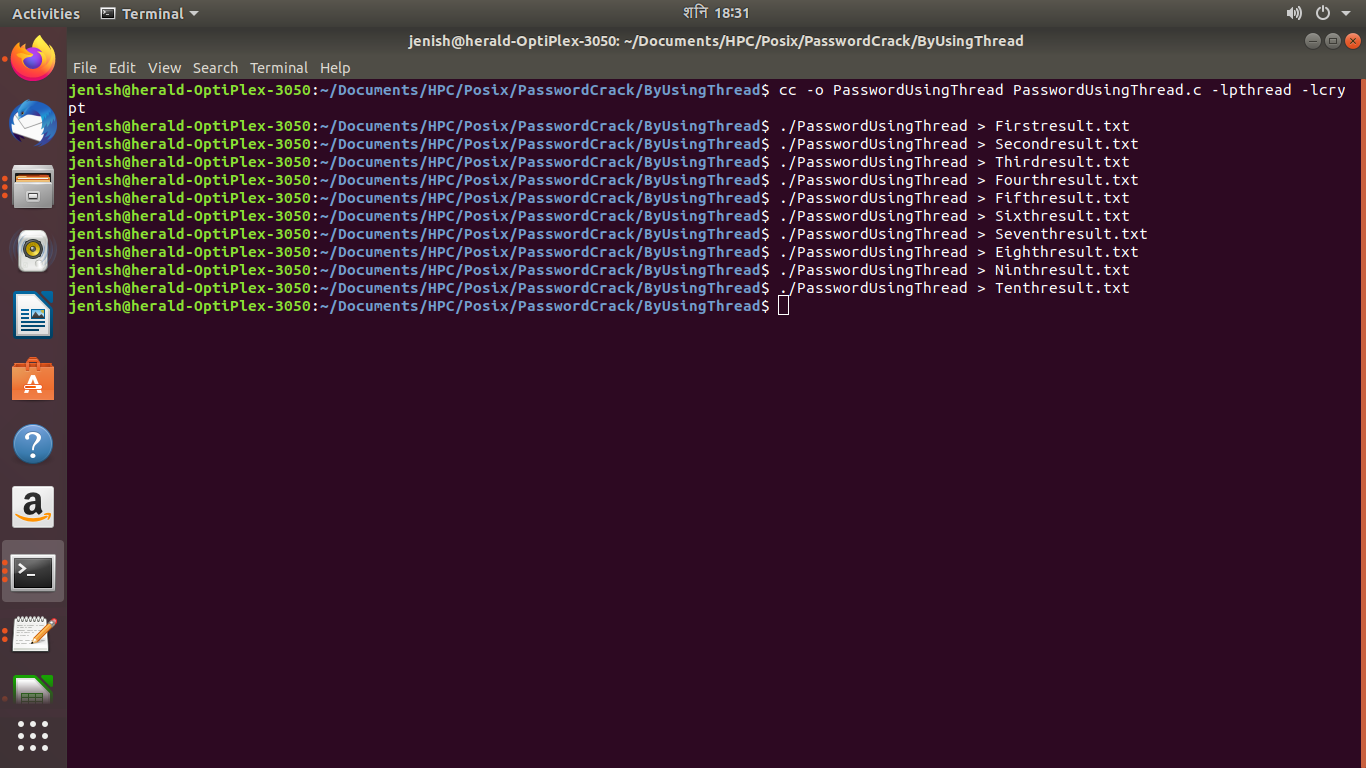 Activities Terminal शनि 18:31
jenish@herald-OptiPlex-3050: ~/Documents/HPC/Posix/PasswordCrack/ByUsingThread
File Edit View Search Terminal Help
jenish@herald-OptiPlex-3050:~/Documents/HPC/Posix/PasswordCrack/ByUsingThread$ cc -o PasswordUsingThread PasswordUsingThread.c -lpthread -lcry
pt
jenish@herald-OptiPlex-3050:~/Documents/HPC/Posix/PasswordCrack/ByUsingThread$ ./PasswordUsingThread > Firstresult.txt
jenish@herald-OptiPlex-3050:~/Documents/HPC/Posix/PasswordCrack/ByUsingThread$ ./PasswordUsingThread > Secondresult.txt
jenish@herald-OptiPlex-3050:~/Documents/HPC/Posix/PasswordCrack/ByUsingThread$ ./PasswordUsingThread > Thirdresult.txt
jenish@herald-OptiPlex-3050:~/Documents/HPC/Posix/PasswordCrack/ByUsingThread$ ./PasswordUsingThread > Fourthresult.txt
jenish@herald-OptiPlex-3050:~/Documents/HPC/Posix/PasswordCrack/ByUsingThread$ ./PasswordUsingThread > Fifthresult.txt
jenish@herald-OptiPlex-3050:~/Documents/HPC/Posix/PasswordCrack/ByUsingThread$ ./PasswordUsingThread > Sixthresult.txt
jenish@herald-OptiPlex-3050:~/Documents/HPC/Posix/PasswordCrack/ByUsingThread$ ./PasswordUsingThread > Seventhresult.txt
jenish@herald-OptiPlex-3050:~/Documents/HPC/Posix/PasswordCrack/ByUsingThread$ ./PasswordUsingThread > Eighthresult.txt
jenish@herald-OptiPlex-3050:~/Documents/HPC/Posix/PasswordCrack/ByUsingThread$ ./PasswordUsingThread > Ninthresult.txt
jenish@herald-OptiPlex-3050:~/Documents/HPC/Posix/PasswordCrack/ByUsingThread$ ./PasswordUsingThread > Tenthresult.txt
jenish@herald-OptiPlex-3050:~/Documents/HPC/Posix/PasswordCrack/ByUsingThread$